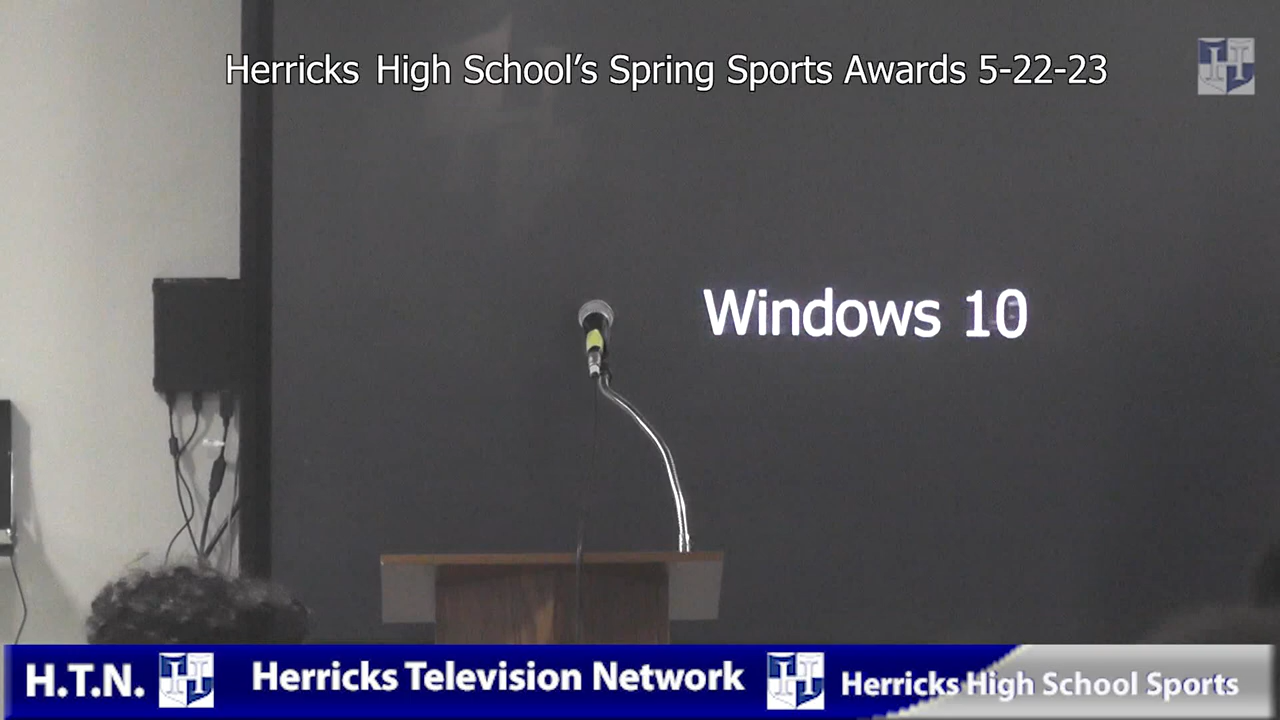 Herricks High School's Spring Sports Awards 5-22-23
Windows 10
H.T.N. H Herricks Television Network H Herricks High School Sports